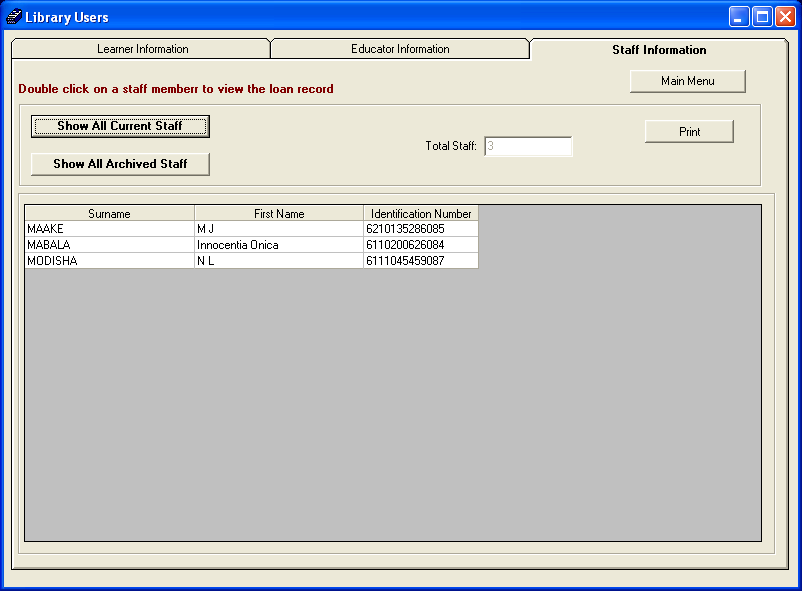 Library Users
Learner Information Educator Information Staff Information
Main Menu
Double click on a staff memberr to view the loan record
Show All Current Staff
Total Staff: 3
Print
Show All Archived Staff
Surname First Name Identification Number
MAAKE M J 6210135286085
MABALA Innocentia Onica 6110200626084
MODISHA N L 6111045459087